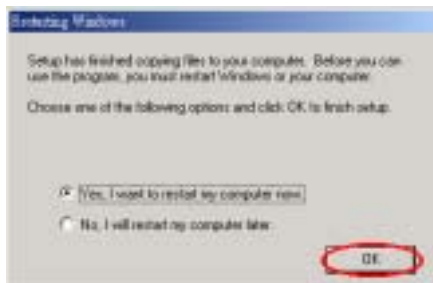 Restarting Windows
Setup has finished copying files to your computer. Before you can
use the program, you must restart Windows or your computer.
Choose one of the following options and click OK to finish setup.
Yes, I want to restart my computer now.
No, I will restart my computer later.
OK